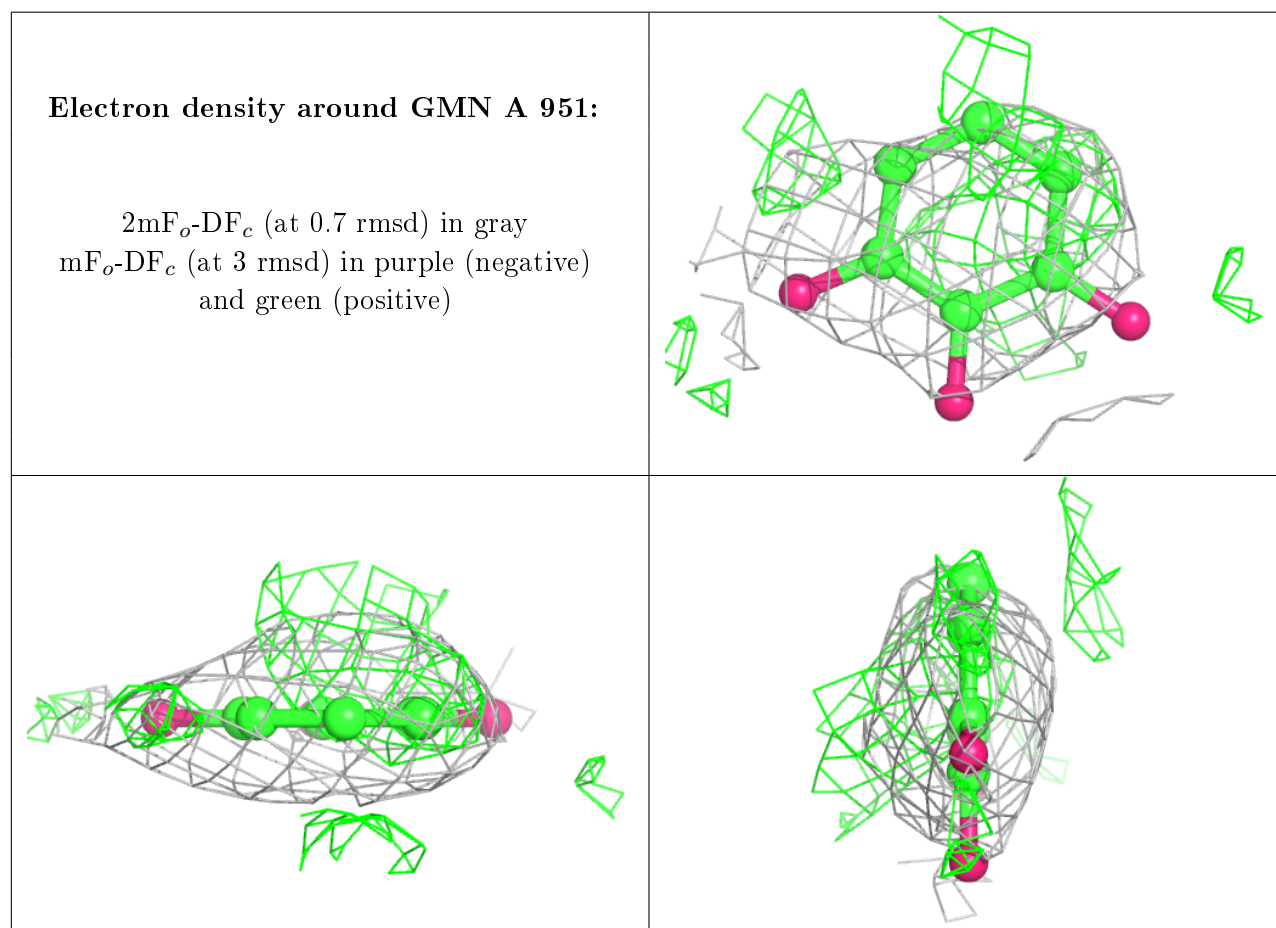 Electron density around GMN A 951:
2mFₒ-DF𝒸 (at 0.7 rmsd) in gray
mFₒ-DF𝒸 (at 3 rmsd) in purple (negative)
and green (positive)